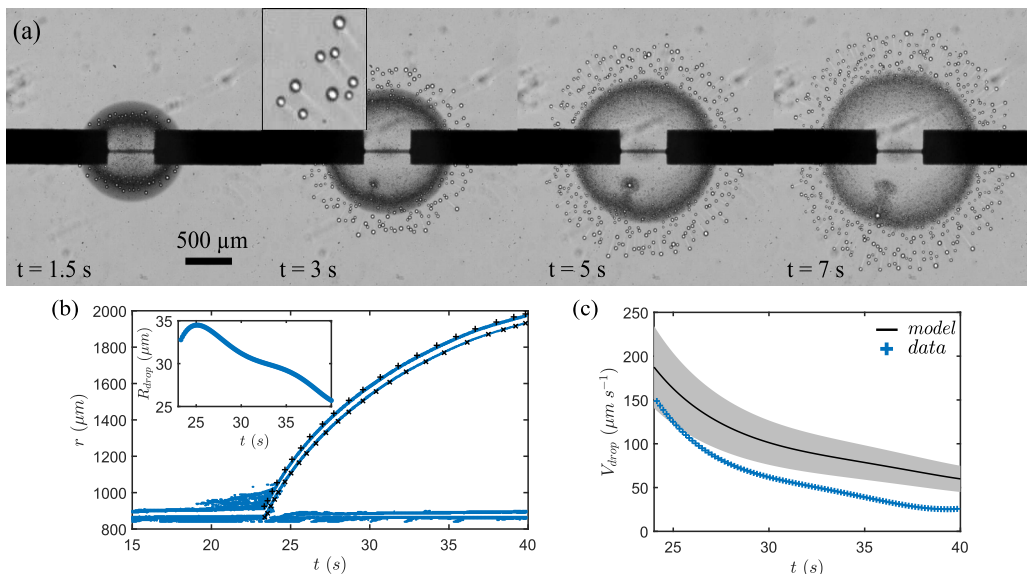 (a)
500 μm
t = 1.5 s
t = 3 s
t = 5 s
t = 7 s
(b)
2000
1800
1600
1400
1200
1000
800
r (μm)
15
20
25
30
35
40
t (s)
35
30
25
R_drop (μm)
25
30
35
t (s)
(c)
250
200
150
100
50
0
V_drop (μm s⁻¹)
model
data
25
30
35
40
t (s)